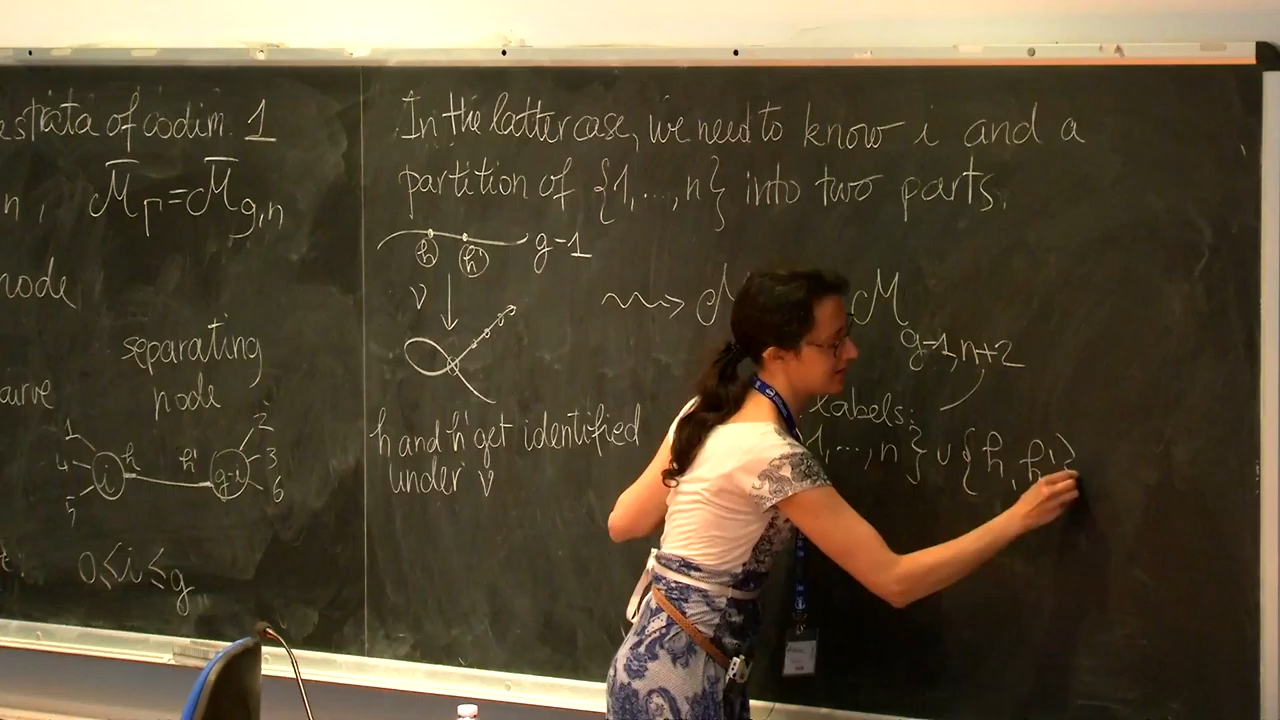 strata of codim. 1
n, M̄_Γ = M̄_{g,n}
node
separating
node
curve
1 4 5 i h h' g-i 2 3 6
0 ≤ i ≤ g
In the latter case, we need to know i and a
partition of {1, ..., n} into two parts.
h h' g-1
ν
h and h' get identified
under ν
M_{g-1, n+2}
Labels:
1, ..., n} ∪ {h, h'}